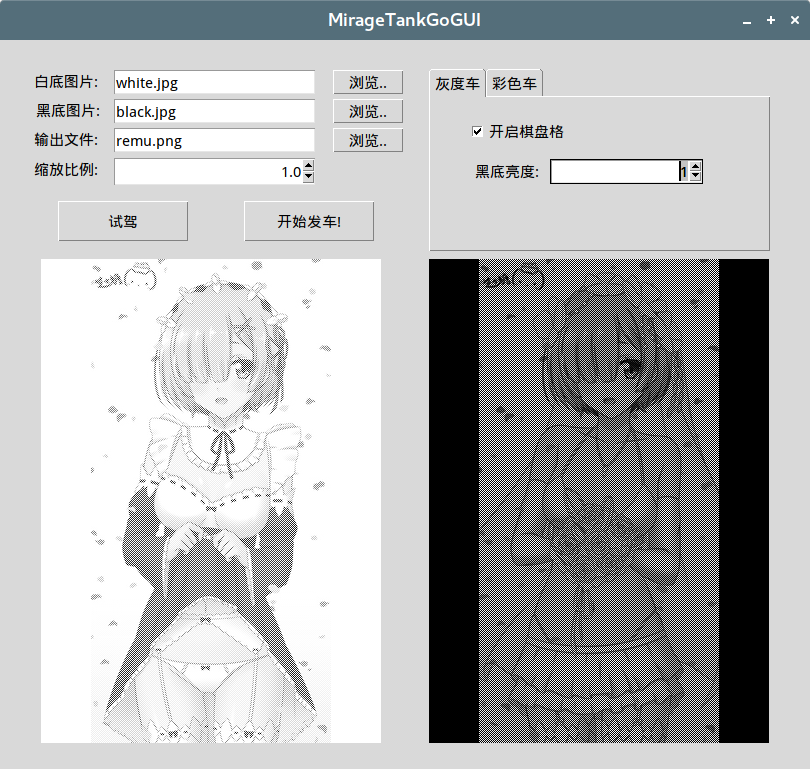 MirageTankGoGUI
白底图片: white.jpg 浏览..
黑底图片: black.jpg 浏览..
输出文件: remu.png 浏览..
缩放比例: 1.0
试驾 开始发车!
灰度车 彩色车
开启棋盘格
黑底亮度: 1